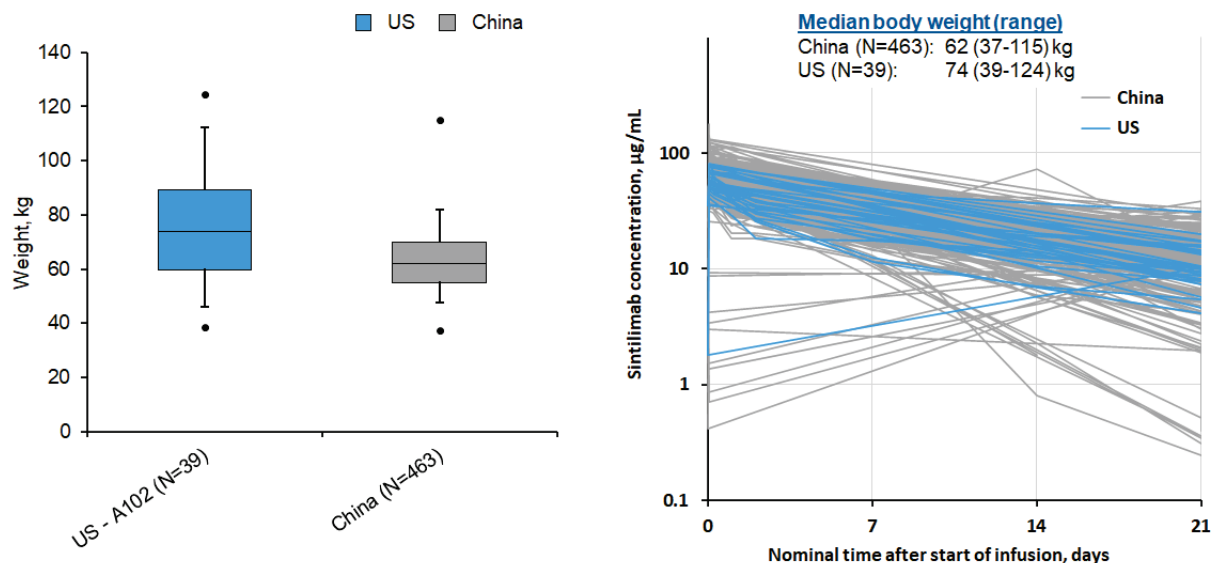 US China
Weight, kg
140
120
100
80
60
40
20
0
US - A102 (N=39)
China (N=463)
Median body weight (range)
China (N=463): 62 (37-115) kg
US (N=39): 74 (39-124) kg
China
US
Sintilimab concentration, µg/mL
100
10
1
0.1
0 7 14 21
Nominal time after start of infusion, days